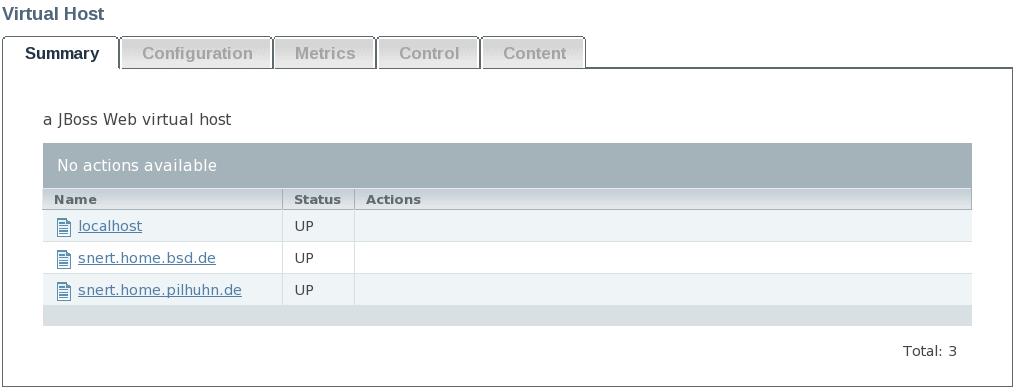 Virtual Host
Summary Configuration Metrics Control Content
a JBoss Web virtual host
No actions available
Name Status Actions
localhost UP
snert.home.bsd.de UP
snert.home.pilhuhn.de UP
Total: 3